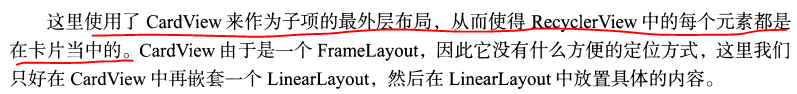 这里使用了 CardView 来作为子项的最外层布局，从而使得 RecyclerView 中的每个元素都是
在卡片当中的。CardView 由于是一个 FrameLayout，因此它没有什么方便的定位方式，这里我们
只好在 CardView 中再嵌套一个 LinearLayout，然后在 LinearLayout 中放置具体的内容。